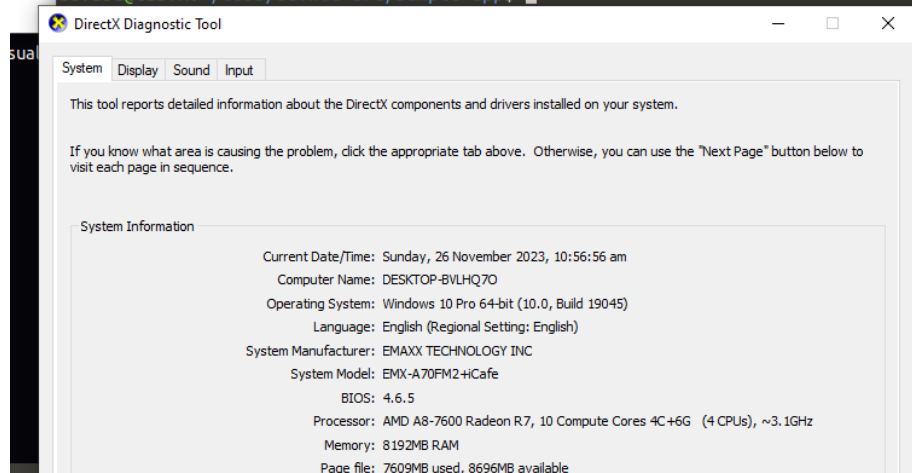 DirectX Diagnostic Tool
sual
System Display Sound Input
This tool reports detailed information about the DirectX components and drivers installed on your system.
If you know what area is causing the problem, click the appropriate tab above. Otherwise, you can use the "Next Page" button below to
visit each page in sequence.
System Information
Current Date/Time: Sunday, 26 November 2023, 10:56:56 am
Computer Name: DESKTOP-BVLHQ7O
Operating System: Windows 10 Pro 64-bit (10.0, Build 19045)
Language: English (Regional Setting: English)
System Manufacturer: EMAXX TECHNOLOGY INC
System Model: EMX-A70FM2+iCafe
BIOS: 4.6.5
Processor: AMD A8-7600 Radeon R7, 10 Compute Cores 4C+6G (4 CPUs), ~3.1GHz
Memory: 8192MB RAM
Page file: 7609MB used, 8696MB available